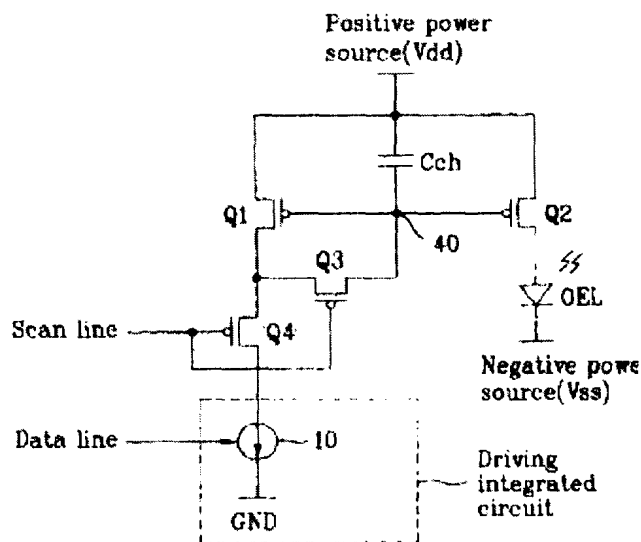 Positive power
source(Vdd)
Cch
Q1
Q2
40
Q3
OEL
Scan line
Q4
Negative powe
source(Vss)
Data line
10
Driving
integrated
circuit
GND